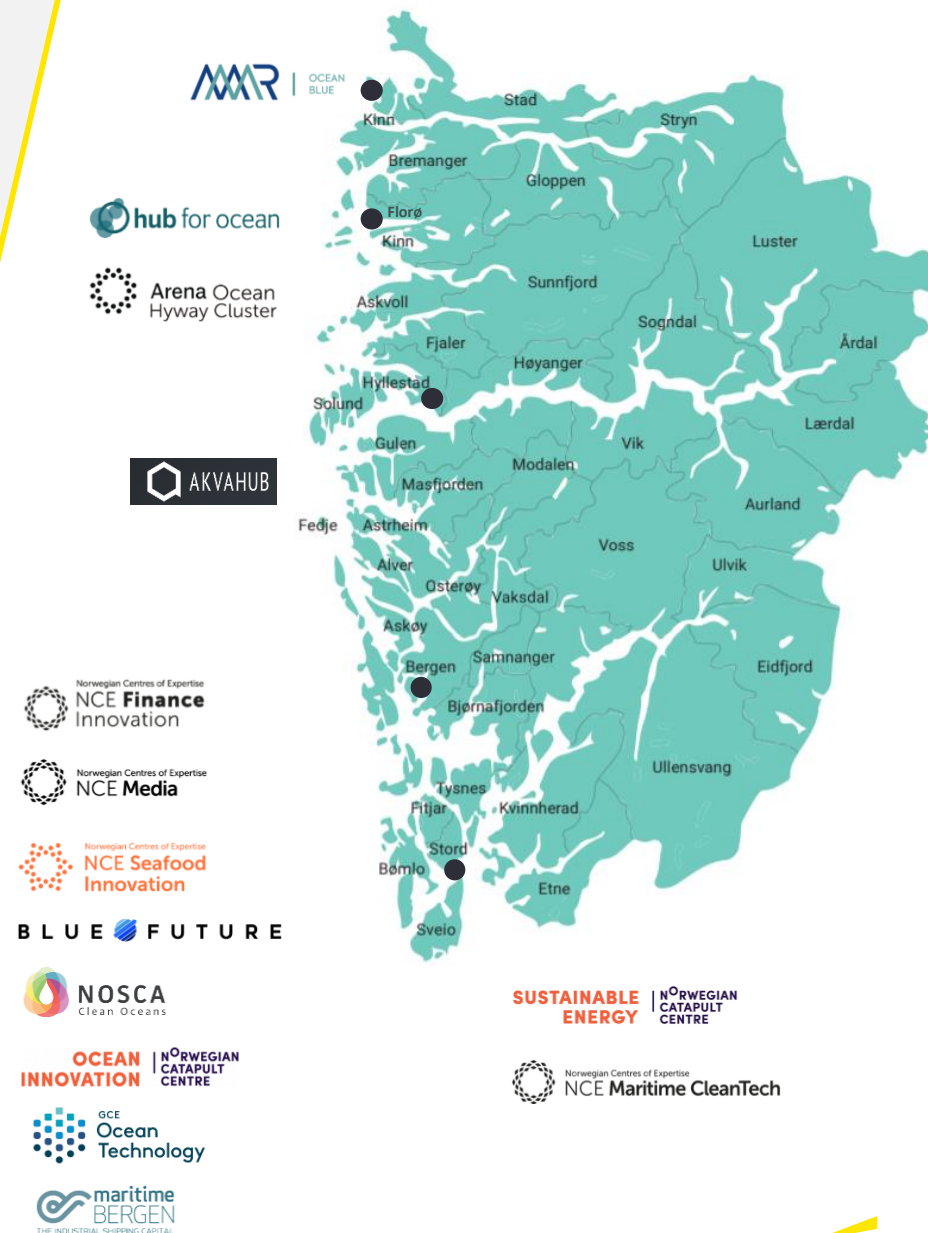 OCEAN
BLUE
hub for ocean
Arena Ocean
Hyway Cluster
AKVAHUB
Norwegian Centres of Expertise
NCE Finance
Innovation
Norwegian Centres of Expertise
NCE Media
Norwegian Centres of Expertise
NCE Seafood
Innovation
BLUE FUTURE
NOSCA
Clean Oceans
OCEAN
INNOVATION
NORWEGIAN
CATAPULT
CENTRE
GCE
Ocean
Technology
maritime
BERGEN
THE INDUSTRIAL SHIPPING CAPITAL
Stad
Kinn
Stryn
Bremanger
Gloppen
Florø
Kinn
Luster
Sunnfjord
Askvoll
Sogndal
Fjaler
Årdal
Høyanger
Hyllestad
Solund
Lærdal
Gulen
Vik
Modalen
Masfjorden
Aurland
Fedje
Astrheim
Voss
Alver
Ulvik
Osterøy
Vaksdal
Askøy
Samnanger
Bergen
Eidfjord
Bjørnafjorden
Ullensvang
Tysnes
Fitjar
Kvinnherad
Stord
Bømlo
Etne
Sveio
SUSTAINABLE
ENERGY
NORWEGIAN
CATAPULT
CENTRE
Norwegian Centres of Expertise
NCE Maritime CleanTech